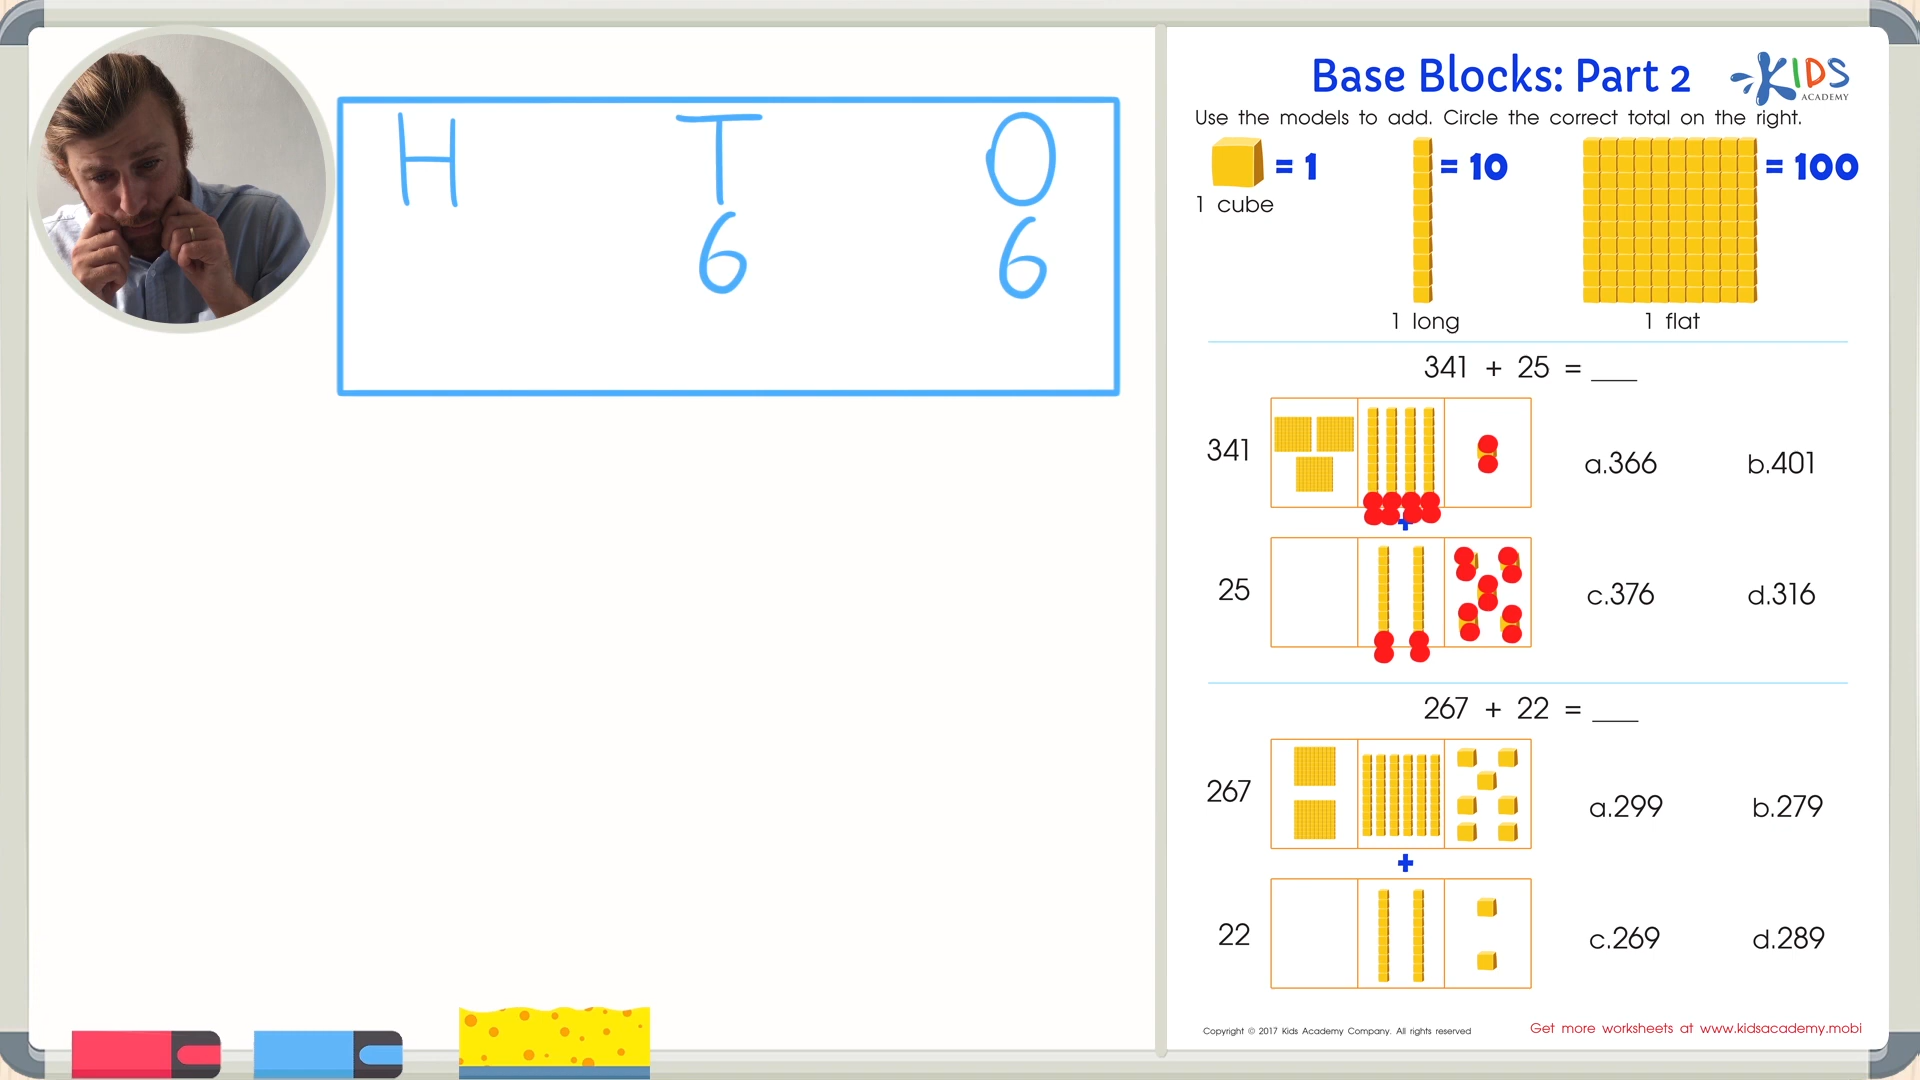 H T O
6 6
Base Blocks: Part 2
KIDS
ACADEMY
Use the models to add. Circle the correct total on the right.
= 1
= 10
= 100
1 cube
1 long
1 flat
341 + 25 = ___
341
a.366
b.401
+
25
c.376
d.316
267 + 22 = ___
267
a.299
b.279
+
22
c.269
d.289
Copyright © 2017 Kids Academy Company. All rights reserved
Get more worksheets at www.kidsacademy.mobi